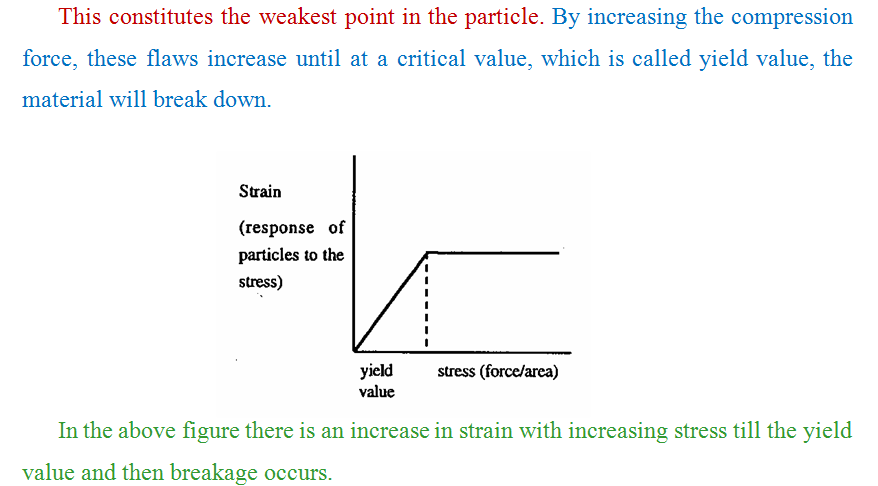 This constitutes the weakest point in the particle. By increasing the compression
force, these flaws increase until at a critical value, which is called yield value, the
material will break down.
Strain
(response of
particles to the
stress)
yield
value
stress (force/area)
In the above figure there is an increase in strain with increasing stress till the yield
value and then breakage occurs.